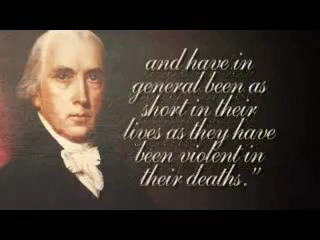 and have in
general been as
short in their
lives as they have
been violent in
their deaths."